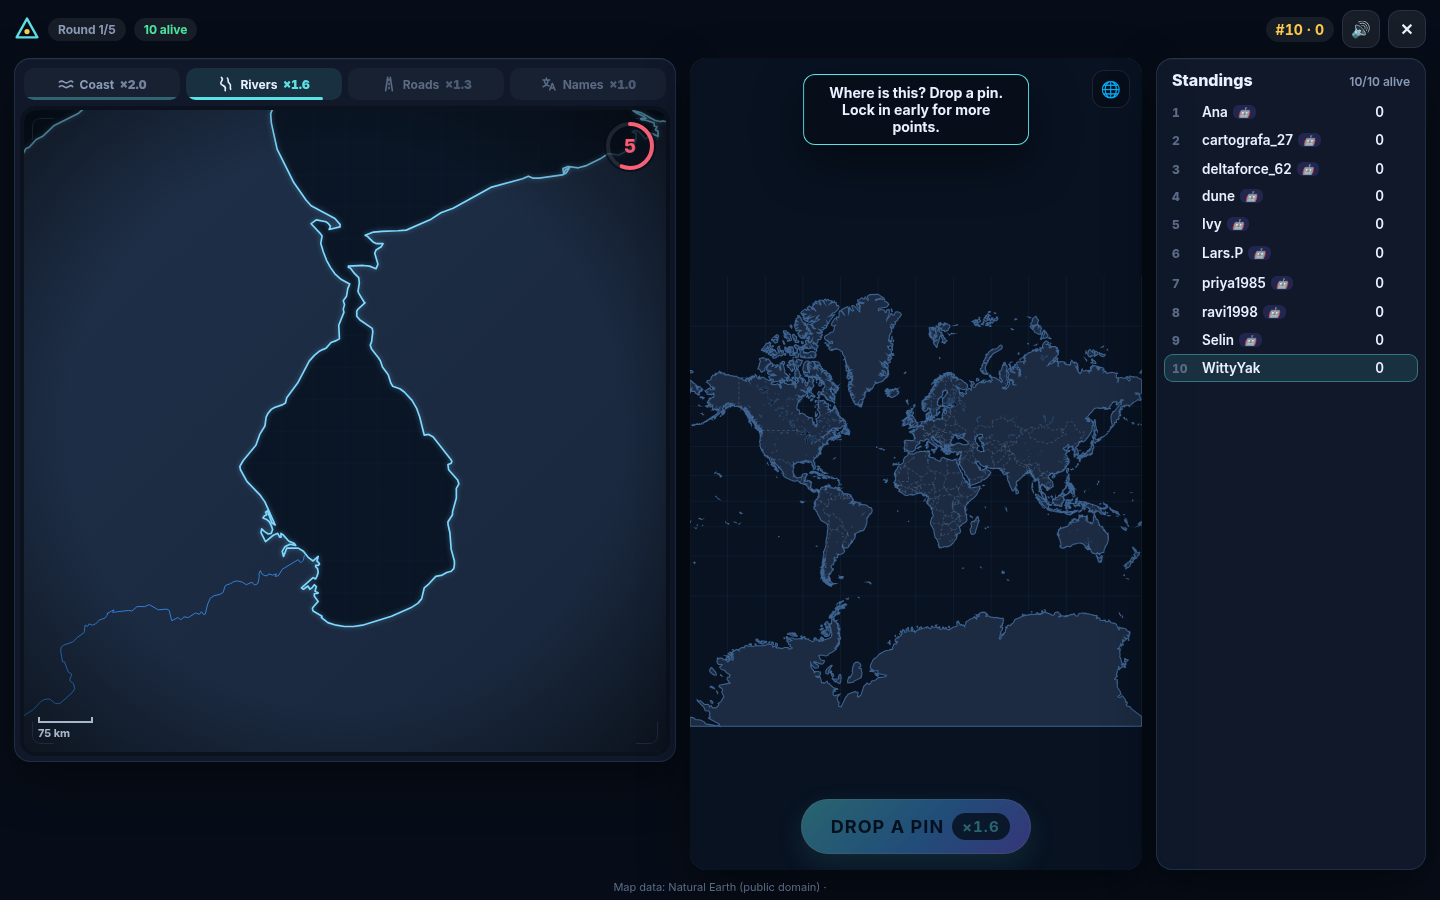 Round 1/5
10 alive
#10 · 0
Coast ×2.0
Rivers ×1.6
Roads ×1.3
Names ×1.0
5
75 km
Where is this? Drop a pin.
Lock in early for more
points.
DROP A PIN ×1.6
Standings
10/10 alive
1 Ana 0
2 cartografa_27 0
3 deltaforce_62 0
4 dune 0
5 Ivy 0
6 Lars.P 0
7 priya1985 0
8 ravi1998 0
9 Selin 0
10 WittyYak 0
Map data: Natural Earth (public domain) ·